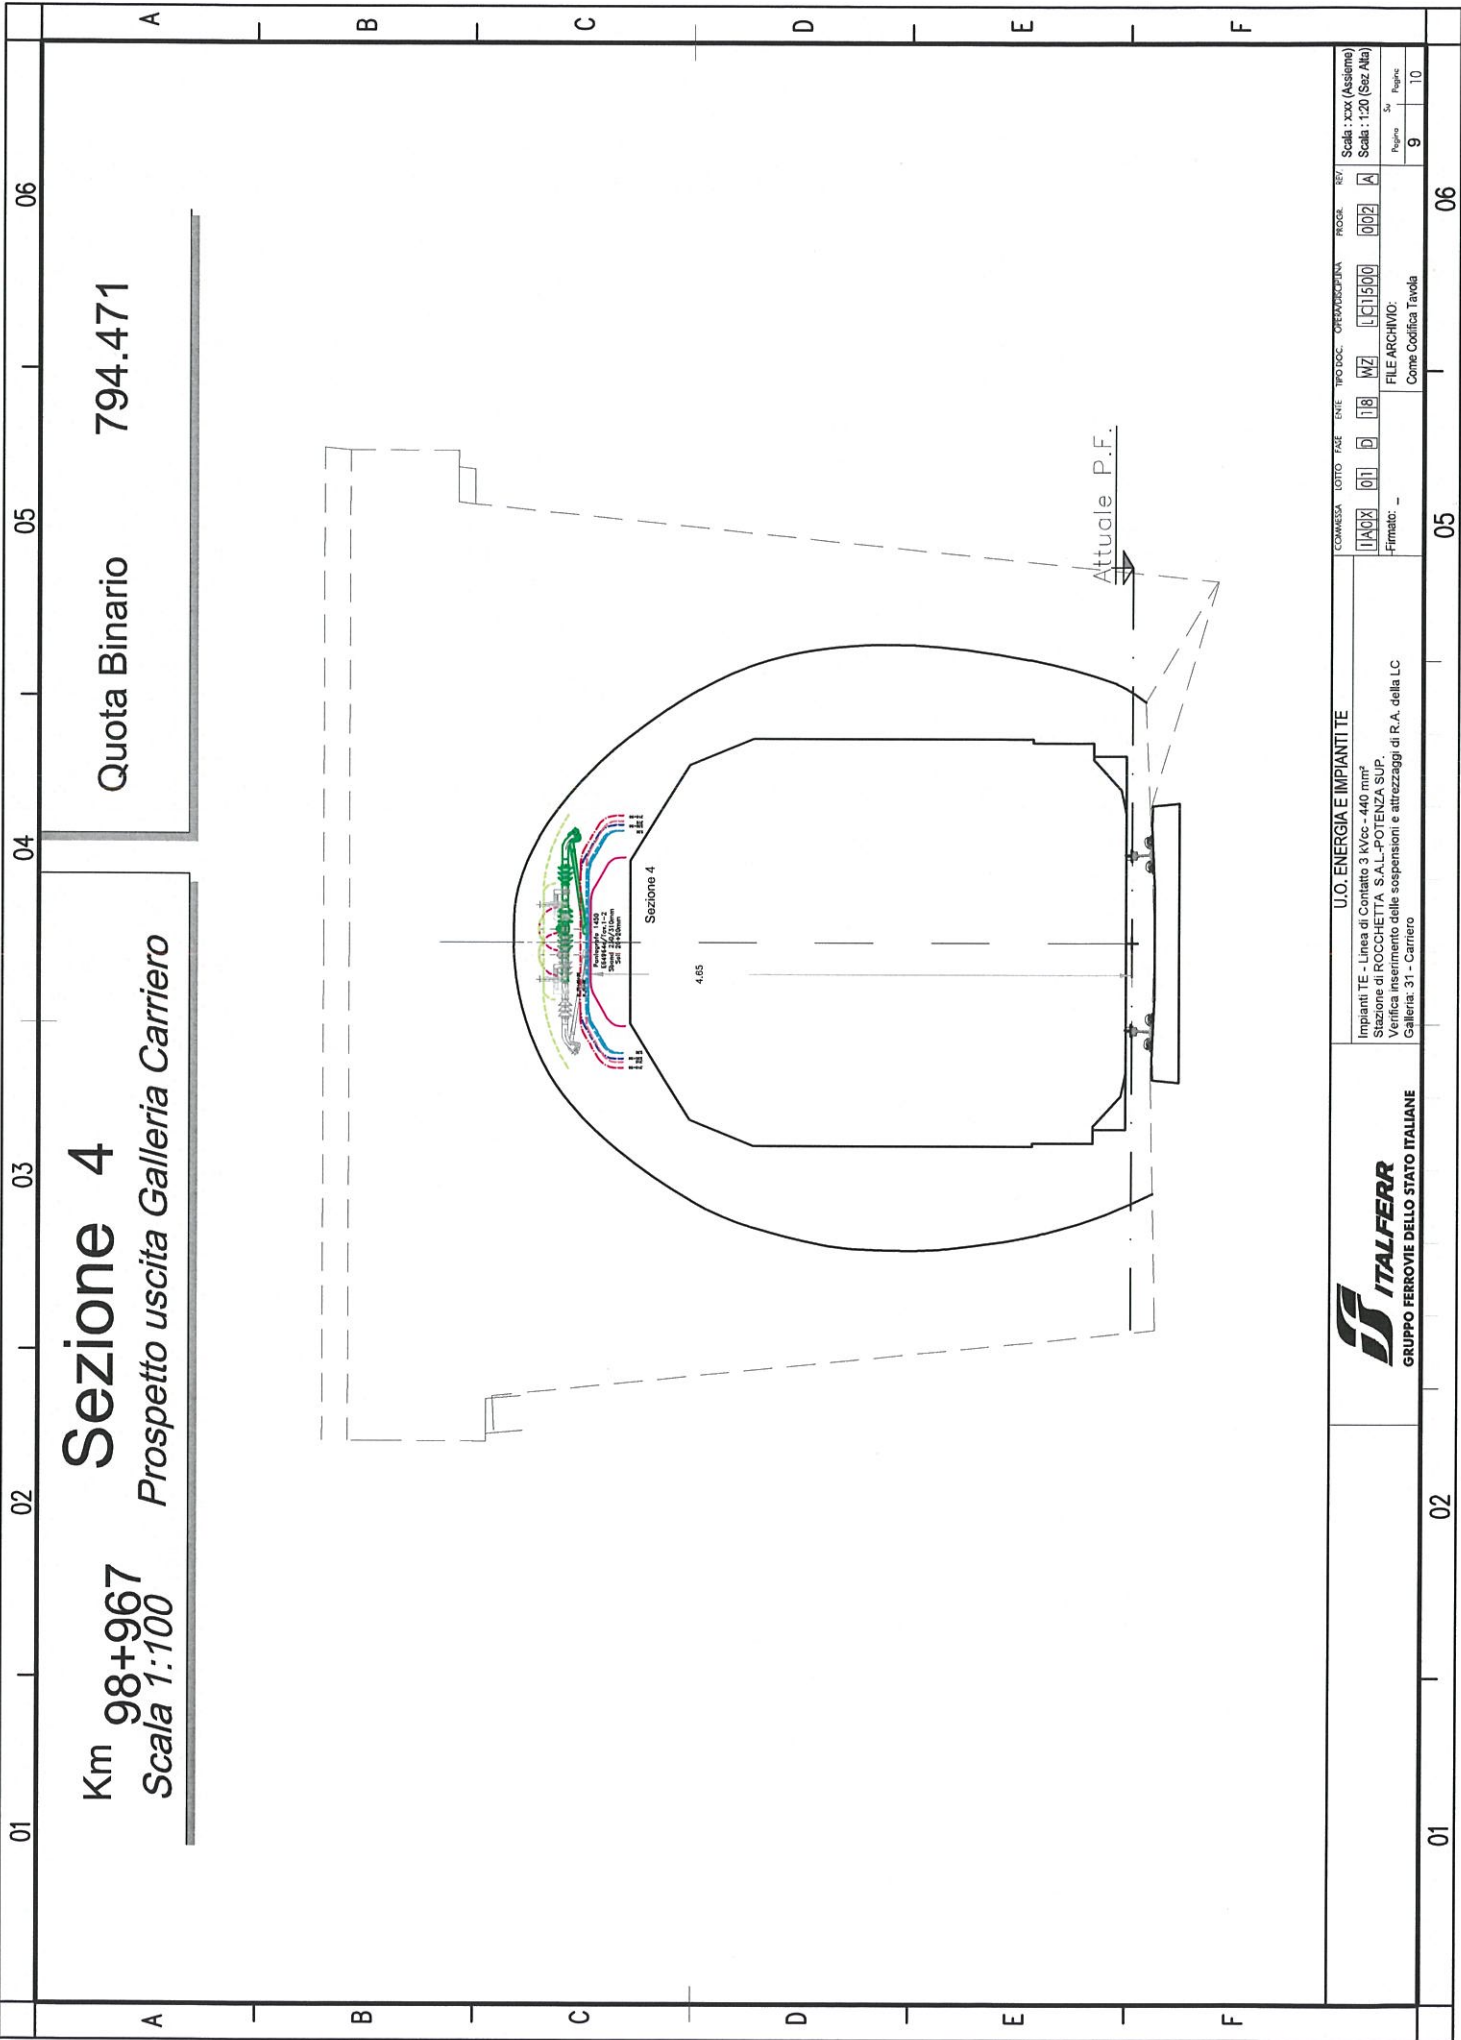 01 02 03 04 05 06
A
B
C
D
E
F
Km 98+967 Sezione 4
Scala 1:100 Prospetto uscita Galleria Carriero
Quota Binario 794.471
Pantografo 1450
Sezione 4
4.65
Attuale P.F.
ITALFERR
GRUPPO FERROVIE DELLO STATO ITALIANE
U.O. ENERGIA E IMPIANTI TE
Impianti TE - Linea di Contatto 3 kVcc - 440 mm²
Stazione di ROCCHETTA S.A.L.-POTENZA SUP.
Verifica inserimento delle sospensioni e attrezzaggi di R.A. della LC
Galleria: 31 - Carriero
COMMESSA LOTTO FASE ENTE TIPO DOC. OPERA/DISCIPLINA PROGR. REV.
IA0X 01 D 18 WZ LC1500 002 A
Firmato: _
FILE ARCHIVIO:
Come Codifica Tavola
Scala : xxx (Assieme)
Scala : 1:20 (Sez Alta)
Pagina Su Pagine
9 10
A
B
C
D
E
F
01 02 05 06